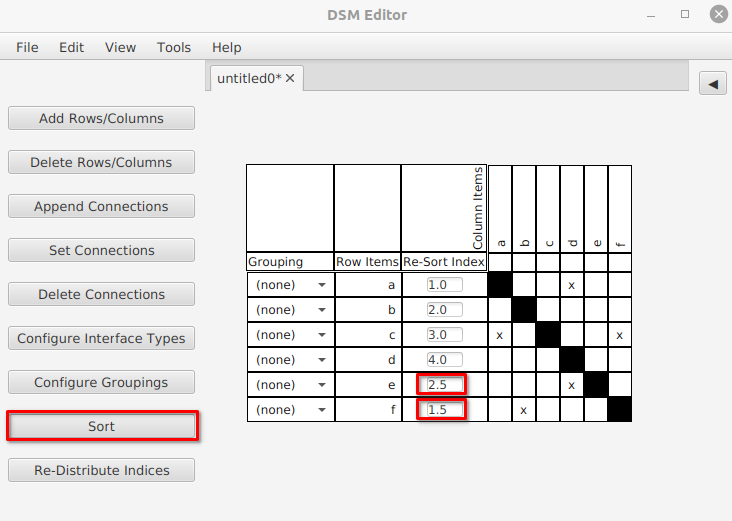 DSM Editor
File Edit View Tools Help
untitled0*
Add Rows/Columns
Delete Rows/Columns
Append Connections
Set Connections
Delete Connections
Configure Interface Types
Configure Groupings
Sort
Re-Distribute Indices
Column Items a b c d e f
Grouping Row Items Re-Sort Index
(none) a 1.0 x
(none) b 2.0
(none) c 3.0 x x
(none) d 4.0
(none) e 2.5 x
(none) f 1.5 x